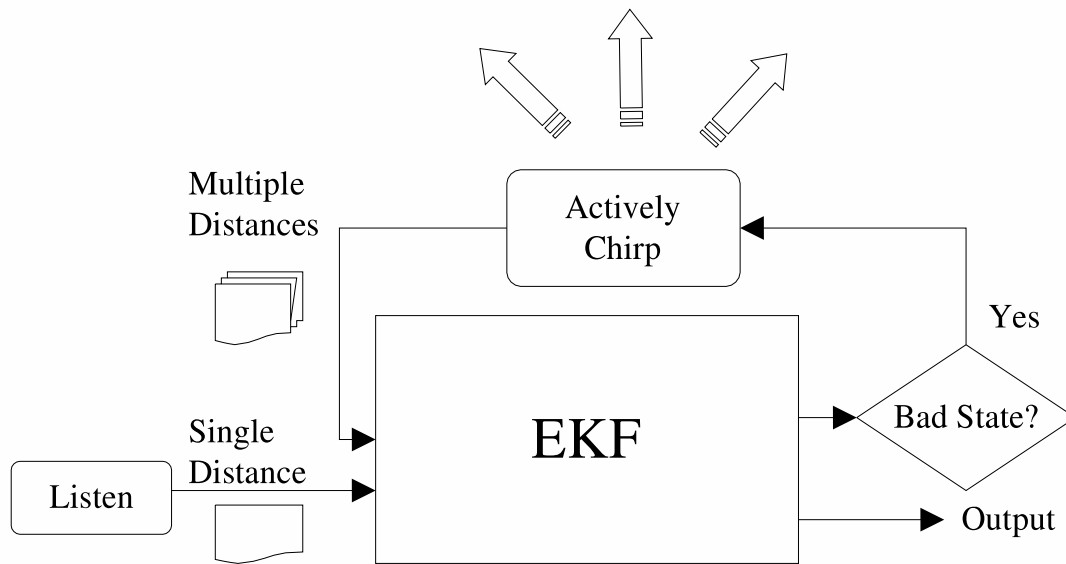 Multiple
Distances
Actively
Chirp
Yes
Bad State?
EKF
Single
Distance
Listen
Output